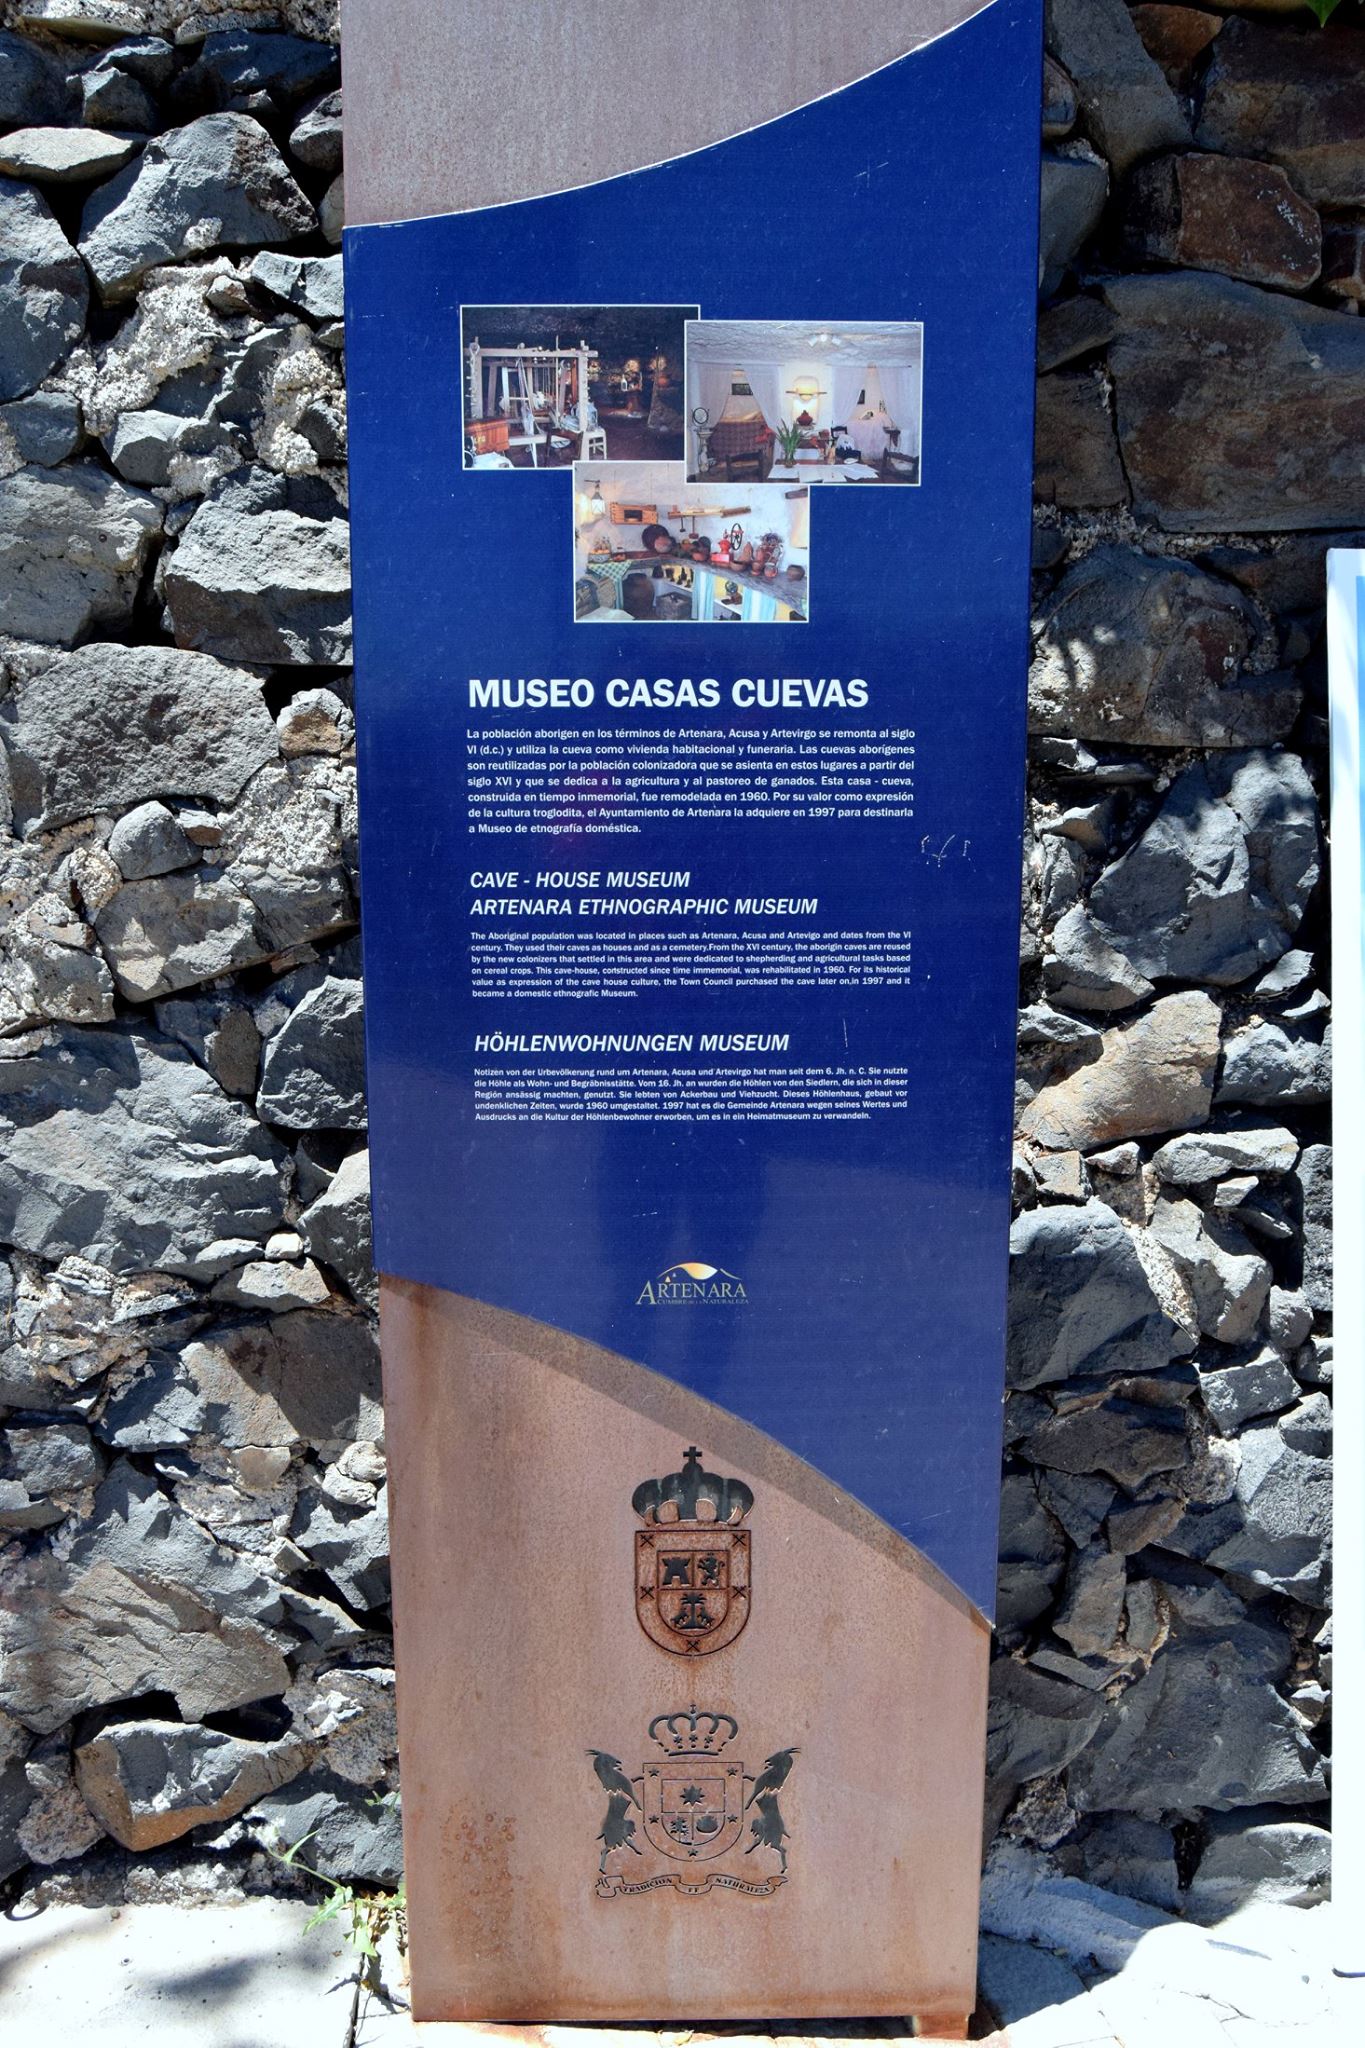 MUSEO CASAS CUEVAS
La población aborigen en los términos de Artenara, Acusa y Artevirgo se remonta al siglo
VI (d.c.) y utiliza la cueva como vivienda habitacional y funeraria. Las cuevas aborígenes
son reutilizadas por la población colonizadora que se asienta en estos lugares a partir del
siglo XVI y que se dedica a la agricultura y al pastoreo de ganados. Esta casa - cueva,
construida en tiempo inmemorial, fue remodelada en 1960. Por su valor como expresión
de la cultura troglodita, el Ayuntamiento de Artenara la adquiere en 1997 para destinarla
a Museo de etnografía doméstica.
CAVE - HOUSE MUSEUM
ARTENARA ETHNOGRAPHIC MUSEUM
The Aboriginal population was located in places such as Artenara, Acusa and Artevigo and dates from the VI
century. They used their caves as houses and as a cemetery.From the XVI century, the aborigin caves are reused
by the new colonizers that settled in this area and were dedicated to shepherding and agricultural tasks based
on cereal crops. This cave-house, constructed since time immemorial, was rehabilitated in 1960. For its historical
value as expression of the cave house culture, the Town Council purchased the cave later on,in 1997 and it
became a domestic ethnografic Museum.
HÖHLENWOHNUNGEN MUSEUM
Notizen von der Urbevölkerung rund um Artenara, Acusa und Artevirgo hat man seit dem 6. Jh. n. C. Sie nutzte
die Höhle als Wohn- und Begräbnisstätte. Vom 16. Jh. an wurden die Höhlen von den Siedlern, die sich in dieser
Región ansässig machten, genutzt. Sie lebten von Ackerbau und Viehzucht. Dieses Höhlenhaus, gebaut vor
undenklichen Zeiten, wurde 1960 umgestaltet. 1997 hat es die Gemeinde Artenara wegen seines Wertes und
Ausdrucks an die Kultur der Höhlenbewohner erworben, um es in ein Heimatmuseum zu verwandeln.
ARTENARA
CUMBRE DE LA NATURALEZA
TRADICION Y NATURALEZA